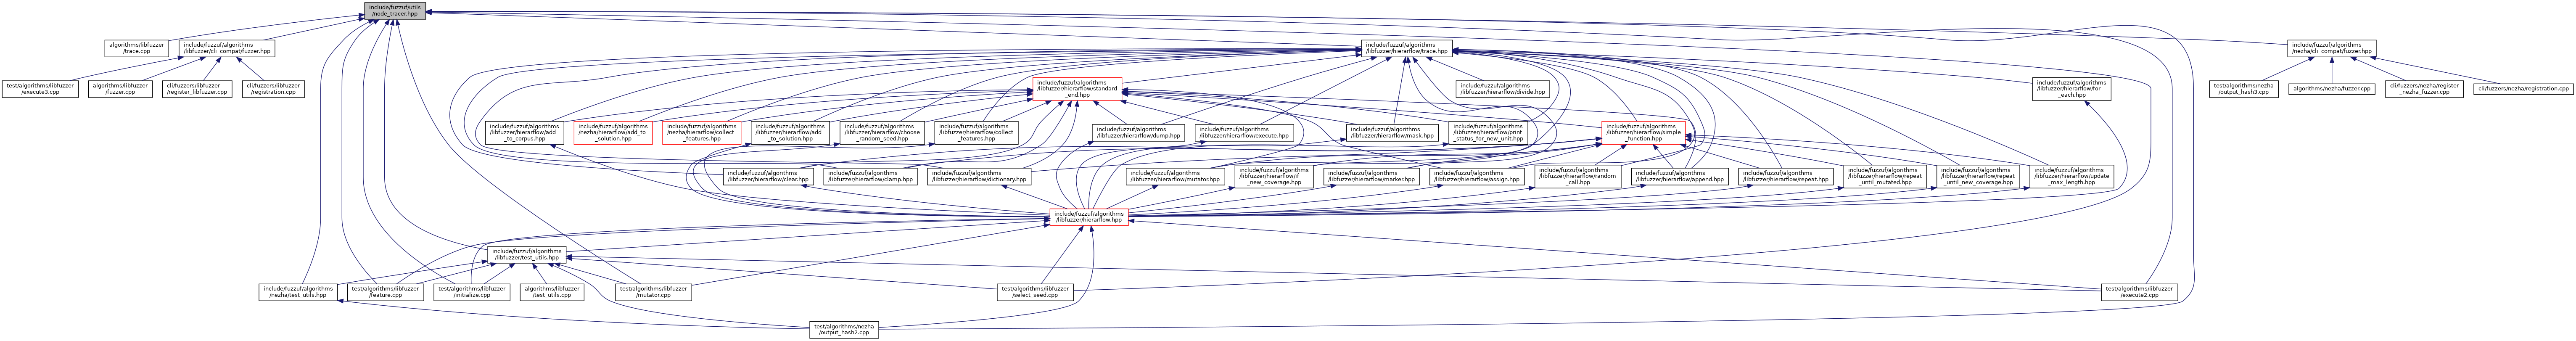 include/fuzzuf/utils
/node_tracer.hpp
algorithms/libfuzzer
/trace.cpp
include/fuzzuf/algorithms
/libfuzzer/cli_compat/fuzzer.hpp
include/fuzzuf/algorithms
/libfuzzer/hierarflow/trace.hpp
include/fuzzuf/algorithms
/nezha/cli_compat/fuzzer.hpp
test/algorithms/libfuzzer
/execute3.cpp
algorithms/libfuzzer
/fuzzer.cpp
cli/fuzzers/libfuzzer
/register_libfuzzer.cpp
cli/fuzzers/libfuzzer
/registration.cpp
include/fuzzuf/algorithms
/libfuzzer/hierarflow/standard
_end.hpp
include/fuzzuf/algorithms
/libfuzzer/hierarflow/divide.hpp
include/fuzzuf/algorithms
/libfuzzer/hierarflow/for
_each.hpp
test/algorithms/nezha
/output_hash3.cpp
algorithms/nezha/fuzzer.cpp
cli/fuzzers/nezha/register
_nezha_fuzzer.cpp
cli/fuzzers/nezha/registration.cpp
include/fuzzuf/algorithms
/libfuzzer/hierarflow/add
_to_corpus.hpp
include/fuzzuf/algorithms
/nezha/hierarflow/add_to
_solution.hpp
include/fuzzuf/algorithms
/nezha/hierarflow/collect
_features.hpp
include/fuzzuf/algorithms
/libfuzzer/hierarflow/add
_to_solution.hpp
include/fuzzuf/algorithms
/libfuzzer/hierarflow/choose
_random_seed.hpp
include/fuzzuf/algorithms
/libfuzzer/hierarflow/collect
_features.hpp
include/fuzzuf/algorithms
/libfuzzer/hierarflow/dump.hpp
include/fuzzuf/algorithms
/libfuzzer/hierarflow/execute.hpp
include/fuzzuf/algorithms
/libfuzzer/hierarflow/mask.hpp
include/fuzzuf/algorithms
/libfuzzer/hierarflow/print
_status_for_new_unit.hpp
include/fuzzuf/algorithms
/libfuzzer/hierarflow/simple
_function.hpp
include/fuzzuf/algorithms
/libfuzzer/hierarflow/clear.hpp
include/fuzzuf/algorithms
/libfuzzer/hierarflow/clamp.hpp
include/fuzzuf/algorithms
/libfuzzer/hierarflow/dictionary.hpp
include/fuzzuf/algorithms
/libfuzzer/hierarflow/mutator.hpp
include/fuzzuf/algorithms
/libfuzzer/hierarflow/if
_new_coverage.hpp
include/fuzzuf/algorithms
/libfuzzer/hierarflow/marker.hpp
include/fuzzuf/algorithms
/libfuzzer/hierarflow/assign.hpp
include/fuzzuf/algorithms
/libfuzzer/hierarflow/random
_call.hpp
include/fuzzuf/algorithms
/libfuzzer/hierarflow/append.hpp
include/fuzzuf/algorithms
/libfuzzer/hierarflow/repeat.hpp
include/fuzzuf/algorithms
/libfuzzer/hierarflow/repeat
_until_mutated.hpp
include/fuzzuf/algorithms
/libfuzzer/hierarflow/repeat
_until_new_coverage.hpp
include/fuzzuf/algorithms
/libfuzzer/hierarflow/update
_max_length.hpp
include/fuzzuf/algorithms
/libfuzzer/hierarflow.hpp
include/fuzzuf/algorithms
/libfuzzer/test_utils.hpp
include/fuzzuf/algorithms
/nezha/test_utils.hpp
test/algorithms/libfuzzer
/feature.cpp
test/algorithms/libfuzzer
/initialize.cpp
algorithms/libfuzzer
/test_utils.cpp
test/algorithms/libfuzzer
/mutator.cpp
test/algorithms/libfuzzer
/select_seed.cpp
test/algorithms/libfuzzer
/execute2.cpp
test/algorithms/nezha
/output_hash2.cpp